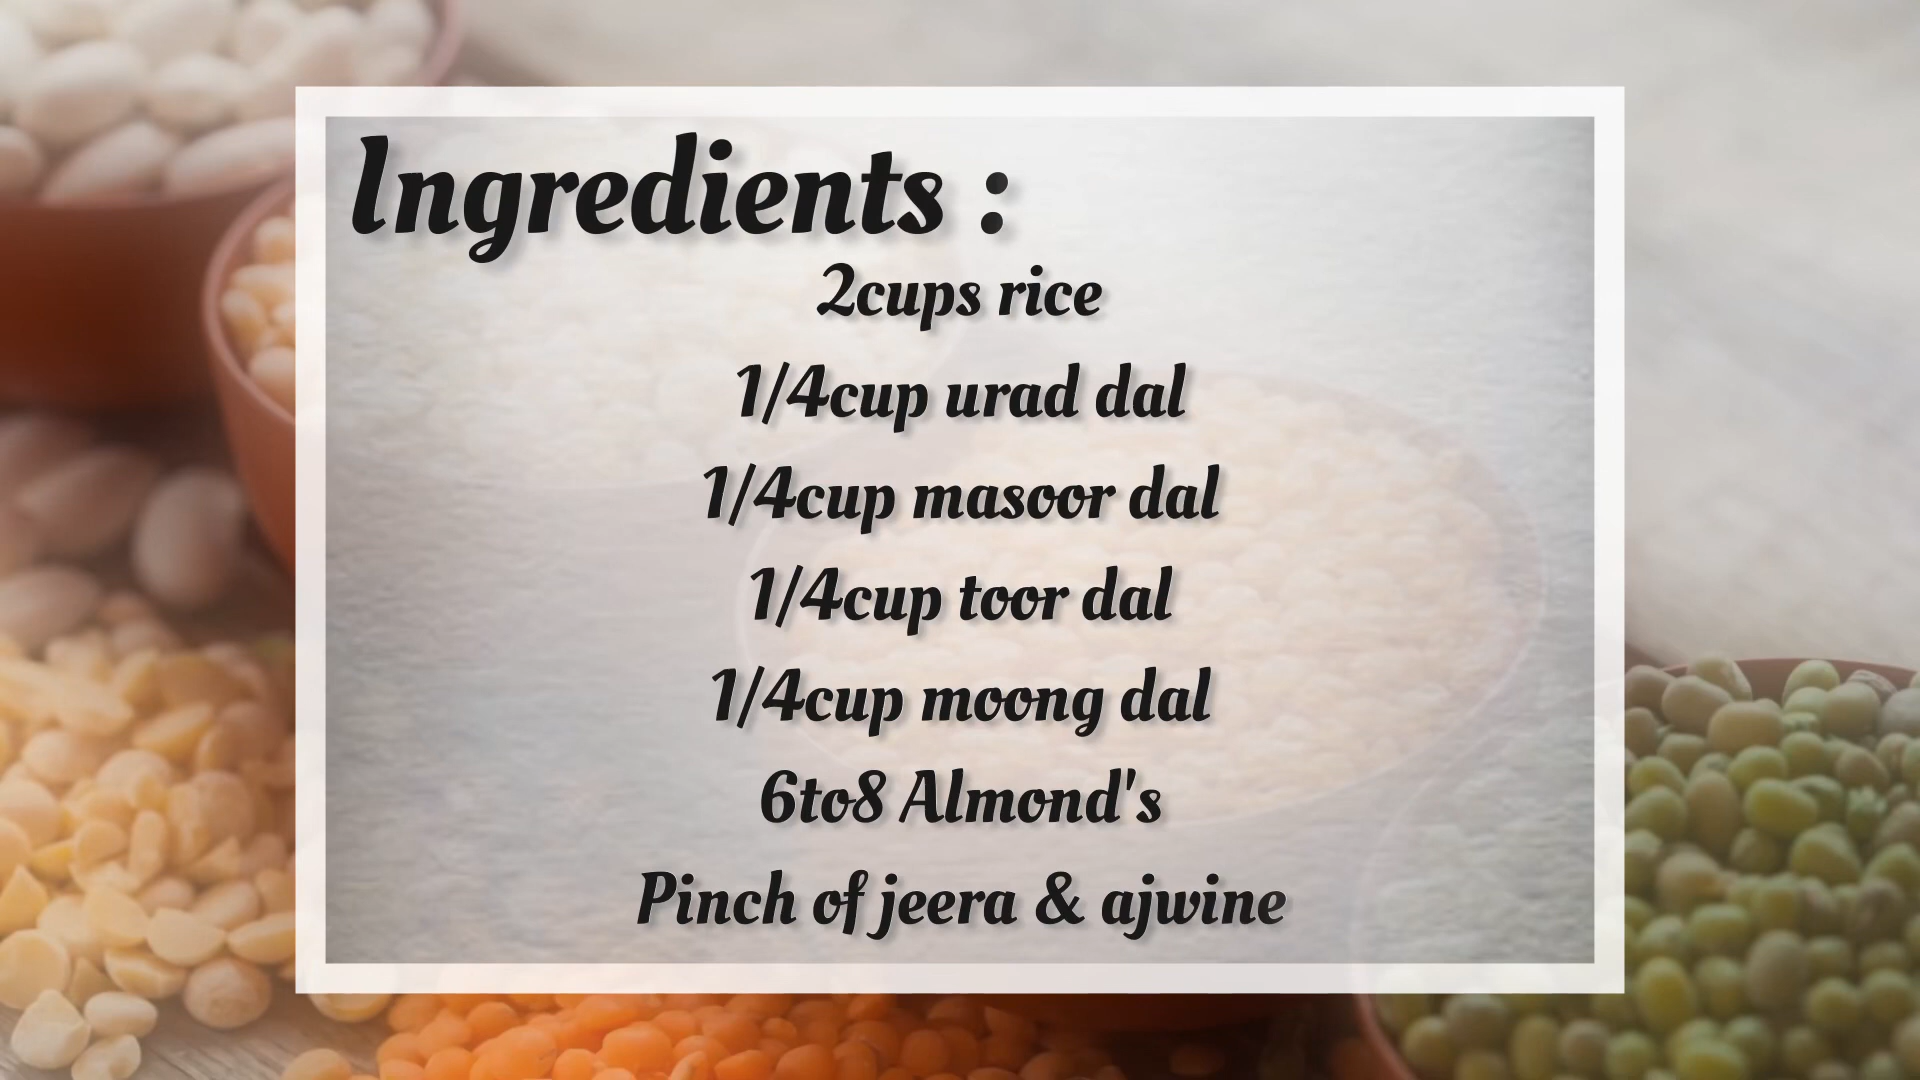 Ingredients :
2cups rice
1/4cup urad dal
1/4cup masoor dal
1/4cup toor dal
1/4cup moong dal
6to8 Almond's
Pinch of jeera & ajwine